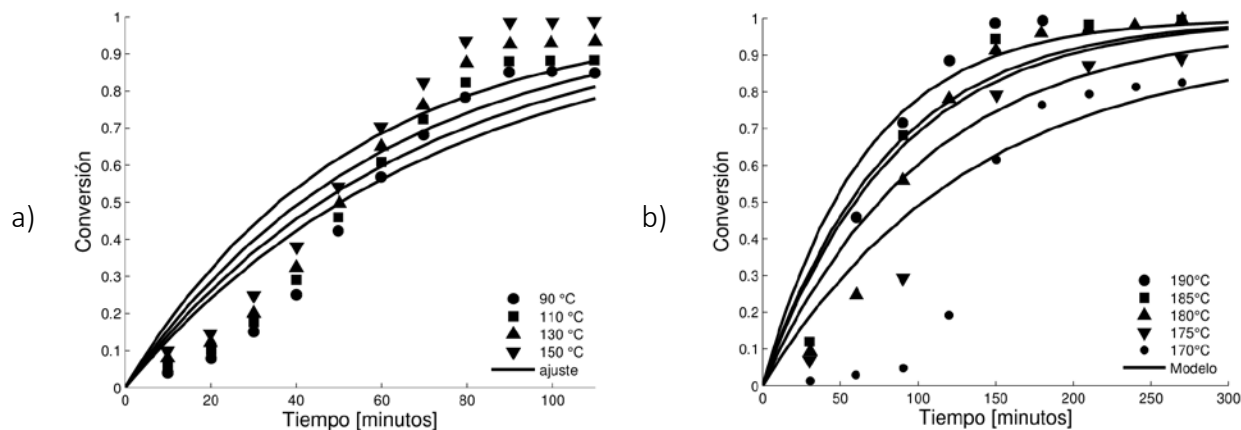 a)
Conversión
1
0.9
0.8
0.7
0.6
0.5
0.4
0.3
0.2
0.1
0
0 20 40 60 80 100
Tiempo [minutos]
90 °C
110 °C
130 °C
150 °C
ajuste
b)
Conversión
1
0.9
0.8
0.7
0.6
0.5
0.4
0.3
0.2
0.1
0
0 50 100 150 200 250 300
Tiempo [minutos]
190°C
185°C
180°C
175°C
170°C
Modelo